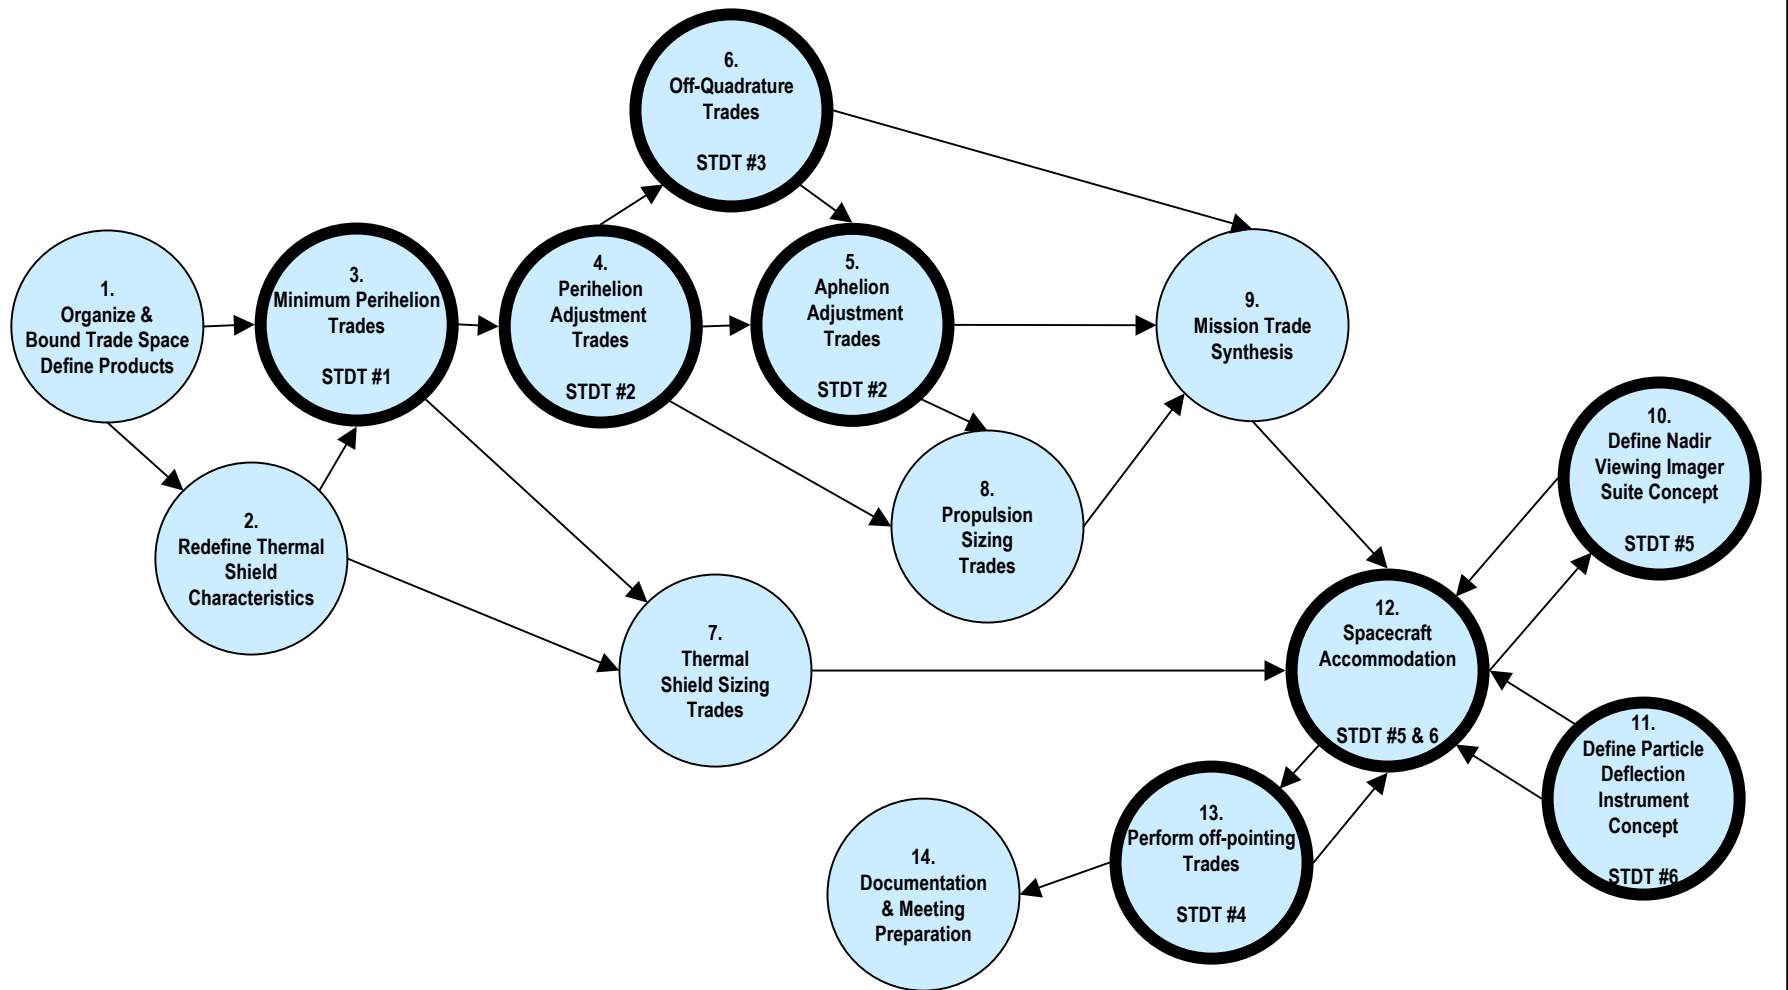 1.
Organize &
Bound Trade Space
Define Products
2.
Redefine Thermal
Shield
Characteristics
3.
Minimum Perihelion
Trades
STDT #1
4.
Perihelion
Adjustment
Trades
STDT #2
5.
Aphelion
Adjustment
Trades
STDT #2
6.
Off-Quadrature
Trades
STDT #3
7.
Thermal
Shield Sizing
Trades
8.
Propulsion
Sizing
Trades
9.
Mission Trade
Synthesis
10.
Define Nadir
Viewing Imager
Suite Concept
STDT #5
11.
Define Particle
Deflection
Instrument
Concept
STDT #6
12.
Spacecraft
Accommodation
STDT #5 & 6
13.
Perform off-pointing
Trades
STDT #4
14.
Documentation
& Meeting
Preparation